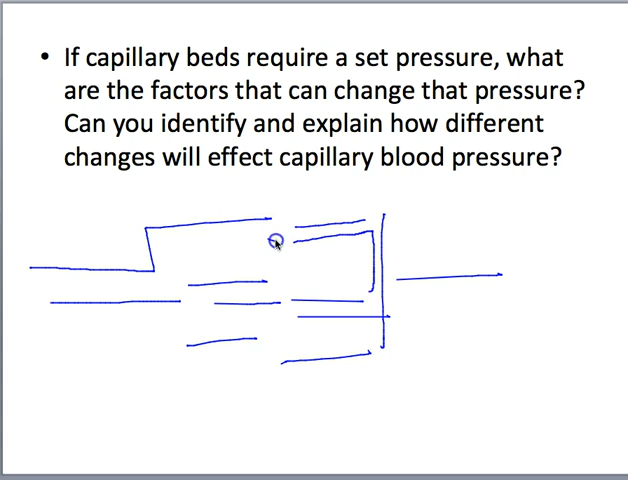 • If capillary beds require a set pressure, what
are the factors that can change that pressure?
Can you identify and explain how different
changes will effect capillary blood pressure?